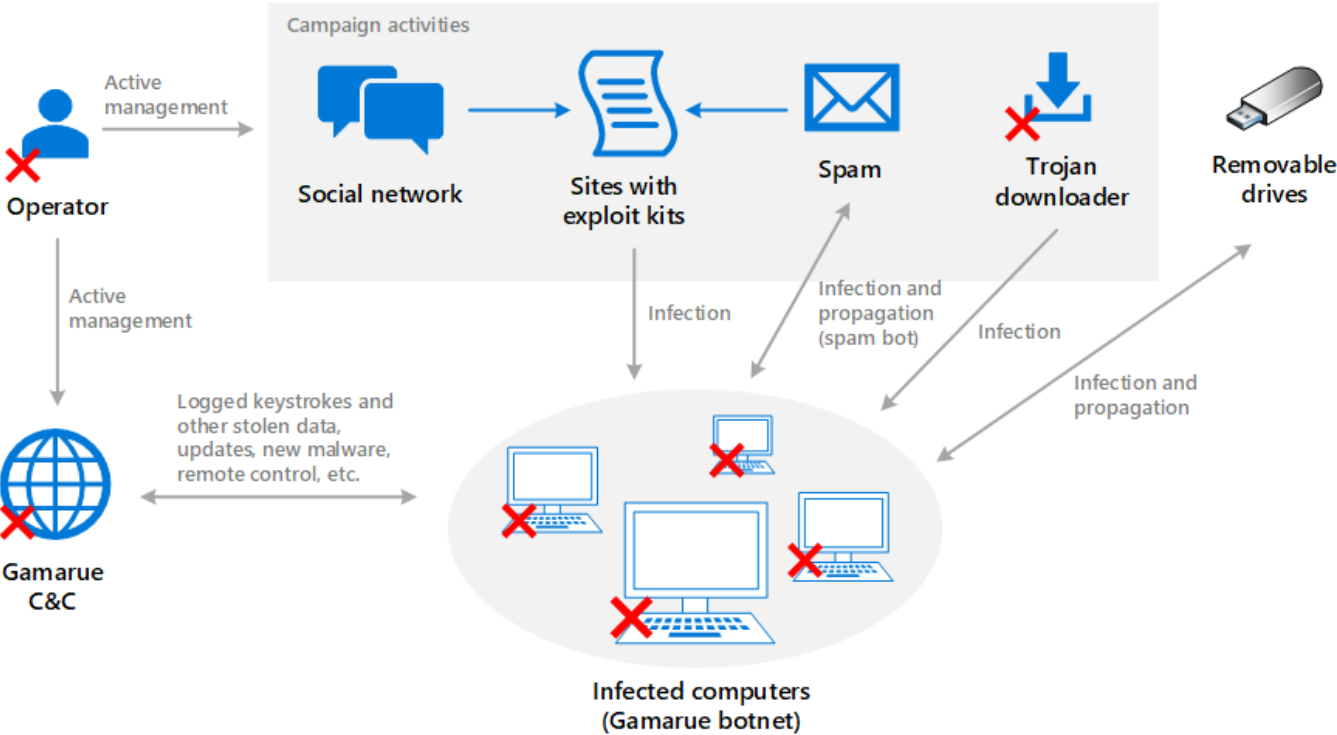 Campaign activities
Active
management
Operator
Social network
Sites with
exploit kits
Spam
Trojan
downloader
Removable
drives
Active
management
Infection
Infection and
propagation
(spam bot)
Infection
Infection and
propagation
Logged keystrokes and
other stolen data,
updates, new malware,
remote control, etc.
Gamarue
C&C
Infected computers
(Gamarue botnet)